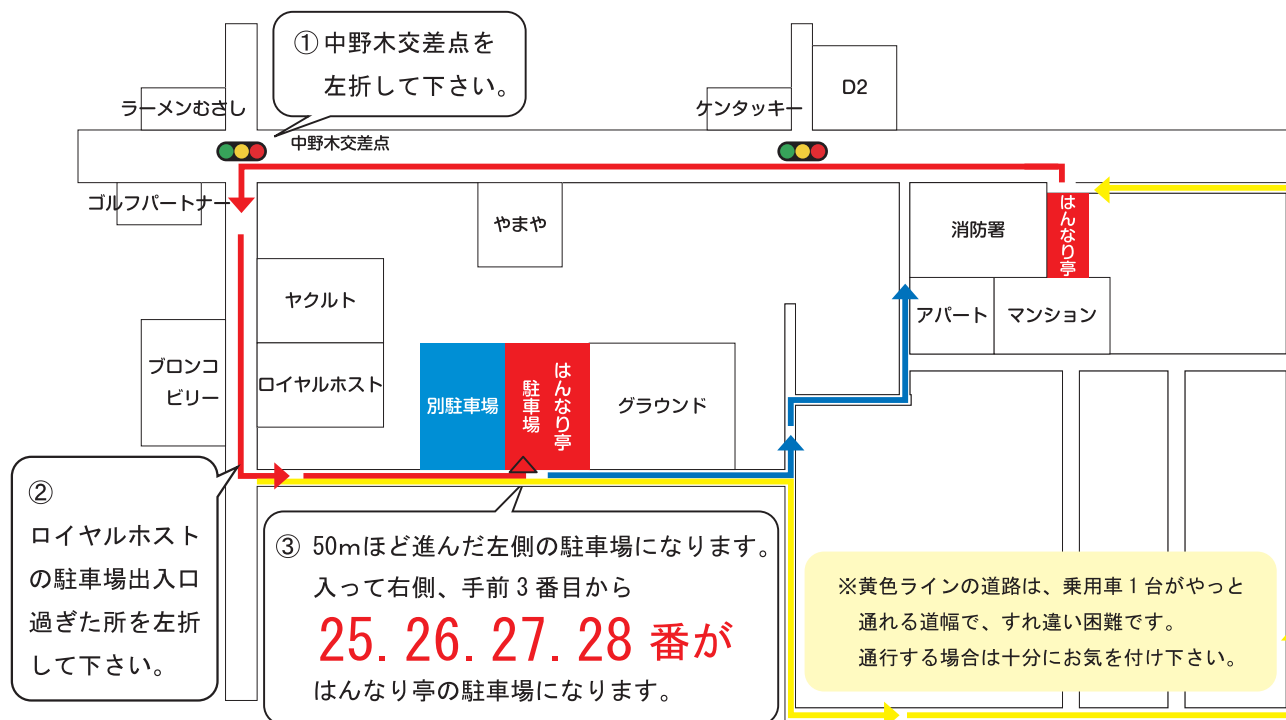 ① 中野木交差点を
左折して下さい。
ラーメンむさし
中野木交差点
ケンタッキー
D2
ゴルフパートナー
やまや
消防署
はんなり亭
ヤクルト
アパート
マンション
ブロンコ
ビリー
ロイヤルホスト
別駐車場
はんなり亭
駐車場
グラウンド
②
ロイヤルホスト
の駐車場出入口
過ぎた所を左折
して下さい。
③ 50mほど進んだ左側の駐車場になります。
入って右側、手前3番目から
25. 26. 27. 28 番が
はんなり亭の駐車場になります。
※黄色ラインの道路は、乗用車1台がやっと
通れる道幅で、すれ違い困難です。
通行する場合は十分にお気を付け下さい。